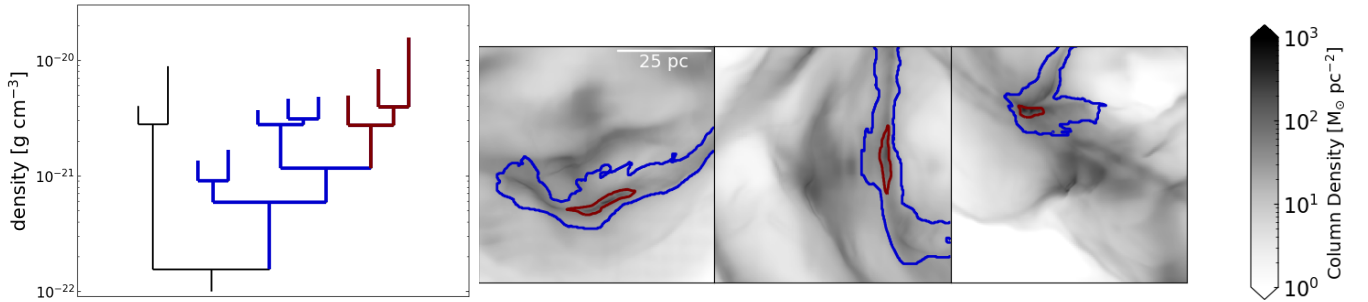 density [g cm⁻³]
10⁻²⁰
10⁻²¹
10⁻²²
25 pc
10³
10²
10¹
10⁰
Column Density [M⊙ pc⁻²]